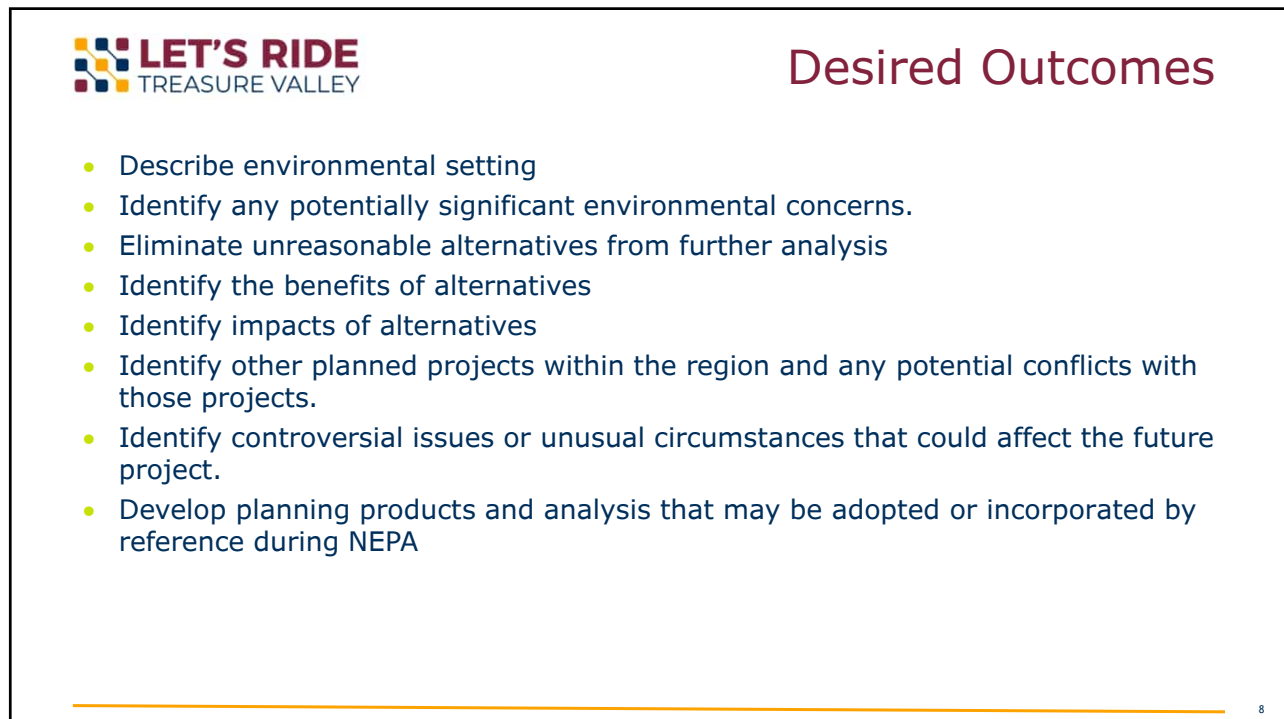 LET'S RIDE
TREASURE VALLEY
Desired Outcomes
• Describe environmental setting
• Identify any potentially significant environmental concerns.
• Eliminate unreasonable alternatives from further analysis
• Identify the benefits of alternatives
• Identify impacts of alternatives
• Identify other planned projects within the region and any potential conflicts with
those projects.
• Identify controversial issues or unusual circumstances that could affect the future
project.
• Develop planning products and analysis that may be adopted or incorporated by
reference during NEPA
8